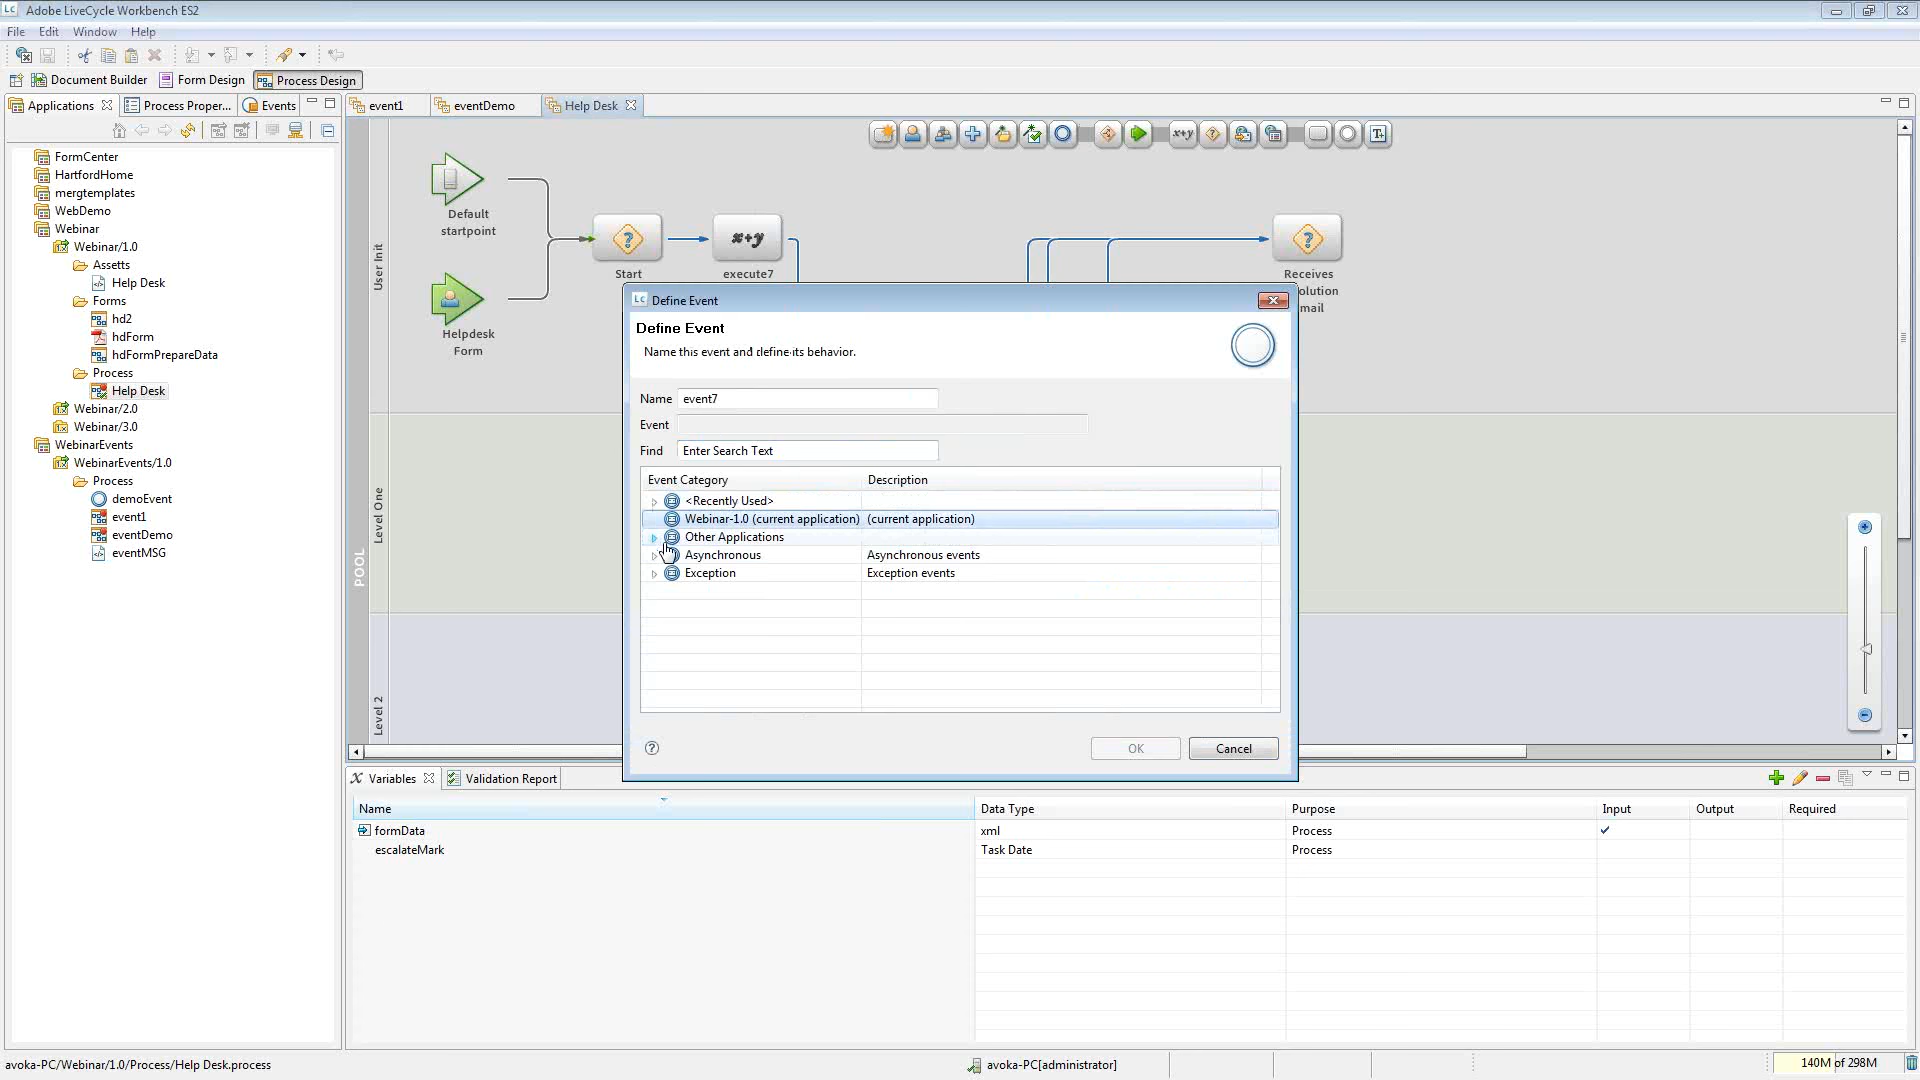 Lc Adobe LiveCycle Workbench ES2
File Edit Window Help
Document Builder Form Design Process Design
Applications Process Proper... Events event1 eventDemo Help Desk
FormCenter
HartfordHome
mergtemplates
WebDemo
Webinar
Webinar/1.0
Assetts
Help Desk
Forms
hd2
hdForm
hdFormPrepareData
Process
Help Desk
Webinar/2.0
Webinar/3.0
WebinarEvents
WebinarEvents/1.0
Process
demoEvent
event1
eventDemo
eventMSG
POOL
User Init
Level One
Level 2
Default
startpoint
Helpdesk
Form
Start
x+y
execute7
x+y
Receives
olution
mail
Lc Define Event
Define Event
Name this event and define its behavior.
Name event7
Event
Find Enter Search Text
Event Category Description
<Recently Used>
Webinar-1.0 (current application) (current application)
Other Applications
Asynchronous Asynchronous events
Exception Exception events
OK Cancel
Variables Validation Report
Name Data Type Purpose Input Output Required
formData xml Process
escalateMark Task Date Process
avoka-PC/Webinar/1.0/Process/Help Desk.process avoka-PC[administrator] 140M of 298M